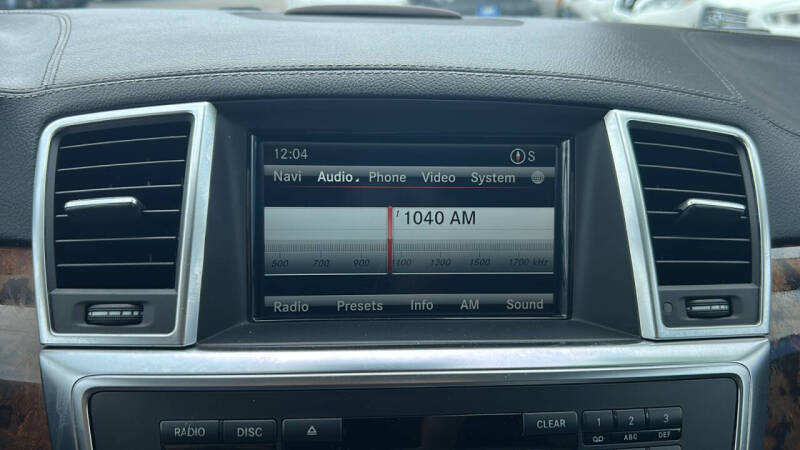 12:04 S
Navi Audio Phone Video System
1 1040 AM
500 700 900 1100 1300 1500 1700 kHz
Radio Presets Info AM Sound
RADIO DISC CLEAR 1 2 3
ABC DEF